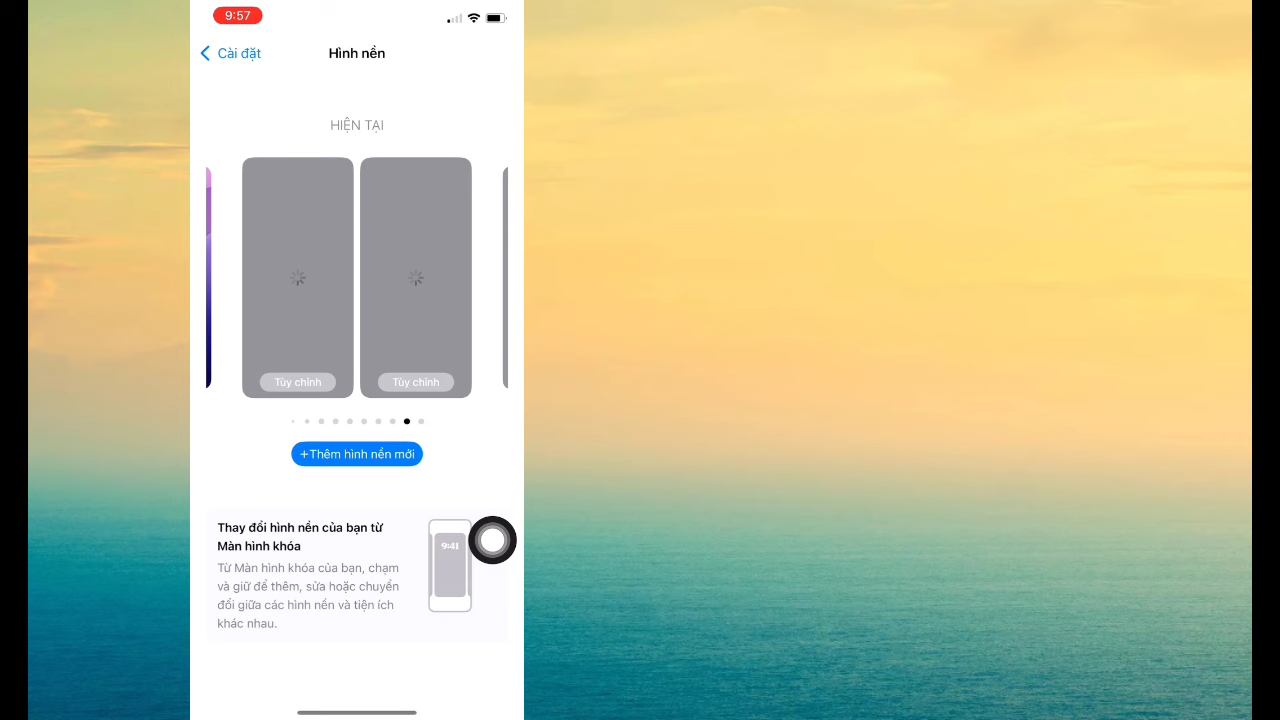 9:57
Cài đặt
Hình nền
HIỆN TẠI
Tùy chỉnh
Tùy chỉnh
+Thêm hình nền mới
Thay đổi hình nền của bạn từ
Màn hình khóa
Từ Màn hình khóa của bạn, chạm
và giữ để thêm, sửa hoặc chuyển
đổi giữa các hình nền và tiện ích
khác nhau.
9:41